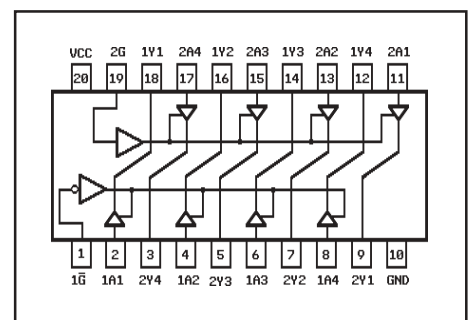 VCC 2G 1Y1 2A4 1Y2 2A3 1Y3 2A2 1Y4 2A1
20 19 18 17 16 15 14 13 12 11
1 2 3 4 5 6 7 8 9 10
1G̅ 1A1 2Y4 1A2 2Y3 1A3 2Y2 1A4 2Y1 GND